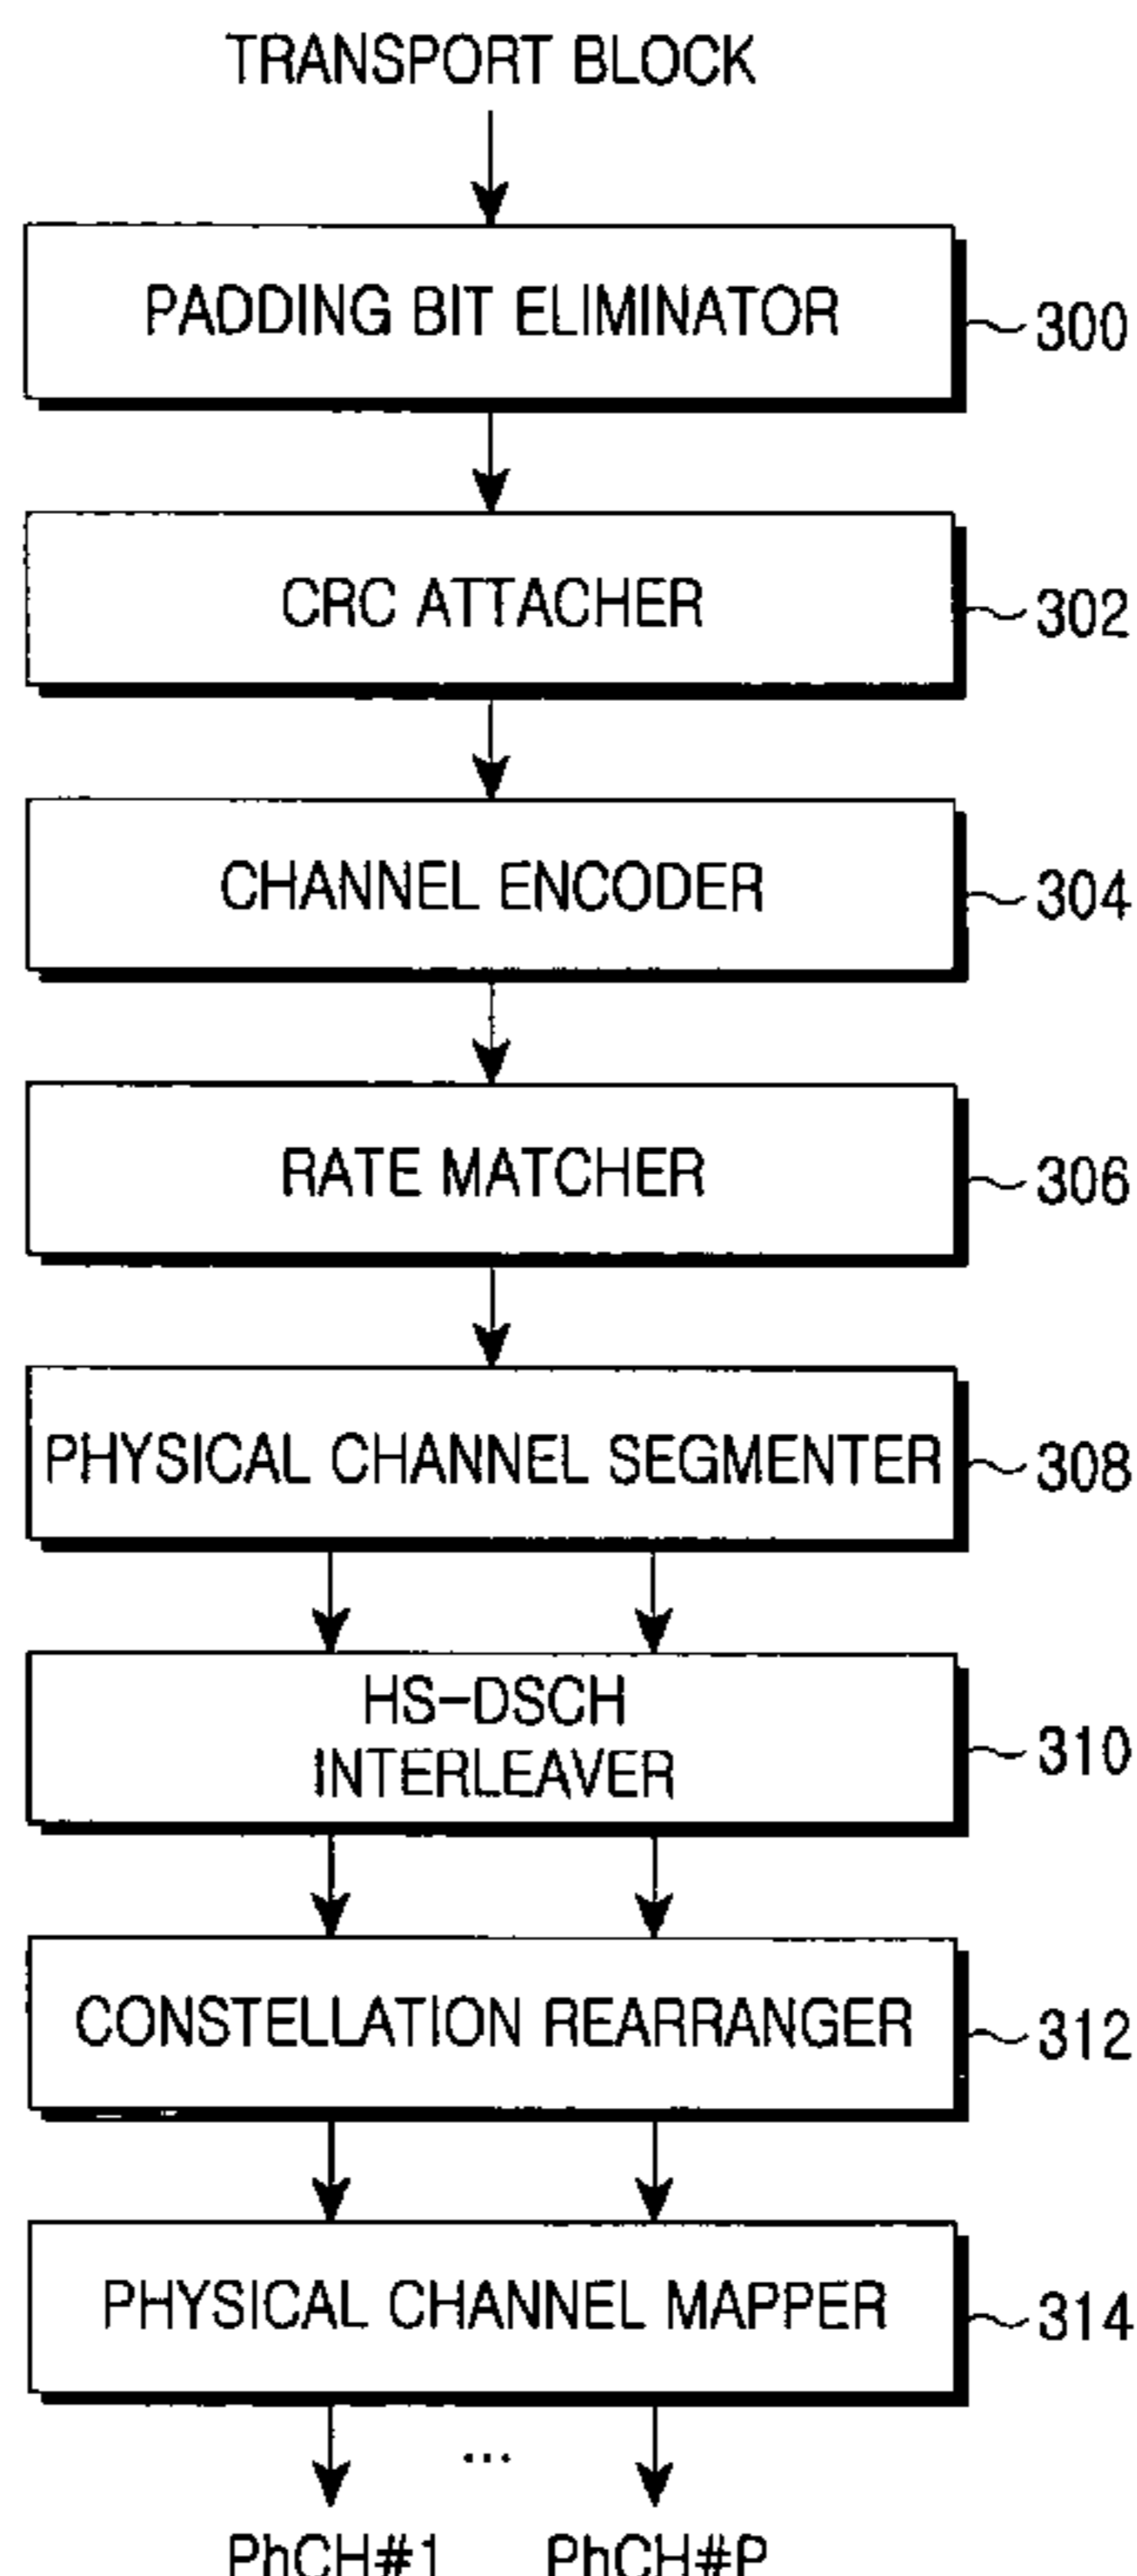 TRANSPORT BLOCK
PADDING BIT ELIMINATOR
300
CRC ATTACHER
302
CHANNEL ENCODER
304
RATE MATCHER
306
PHYSICAL CHANNEL SEGMENTER
308
HS-DSCH
INTERLEAVER
310
CONSTELLATION REARRANGER
312
PHYSICAL CHANNEL MAPPER
314
...
PhCH#1 PhCH#P